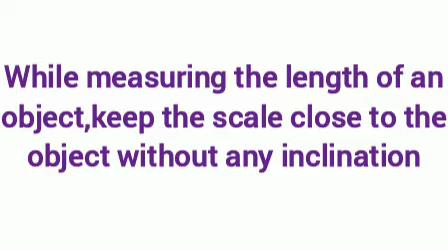 While measuring the length of an
object,keep the scale close to the
object without any inclination